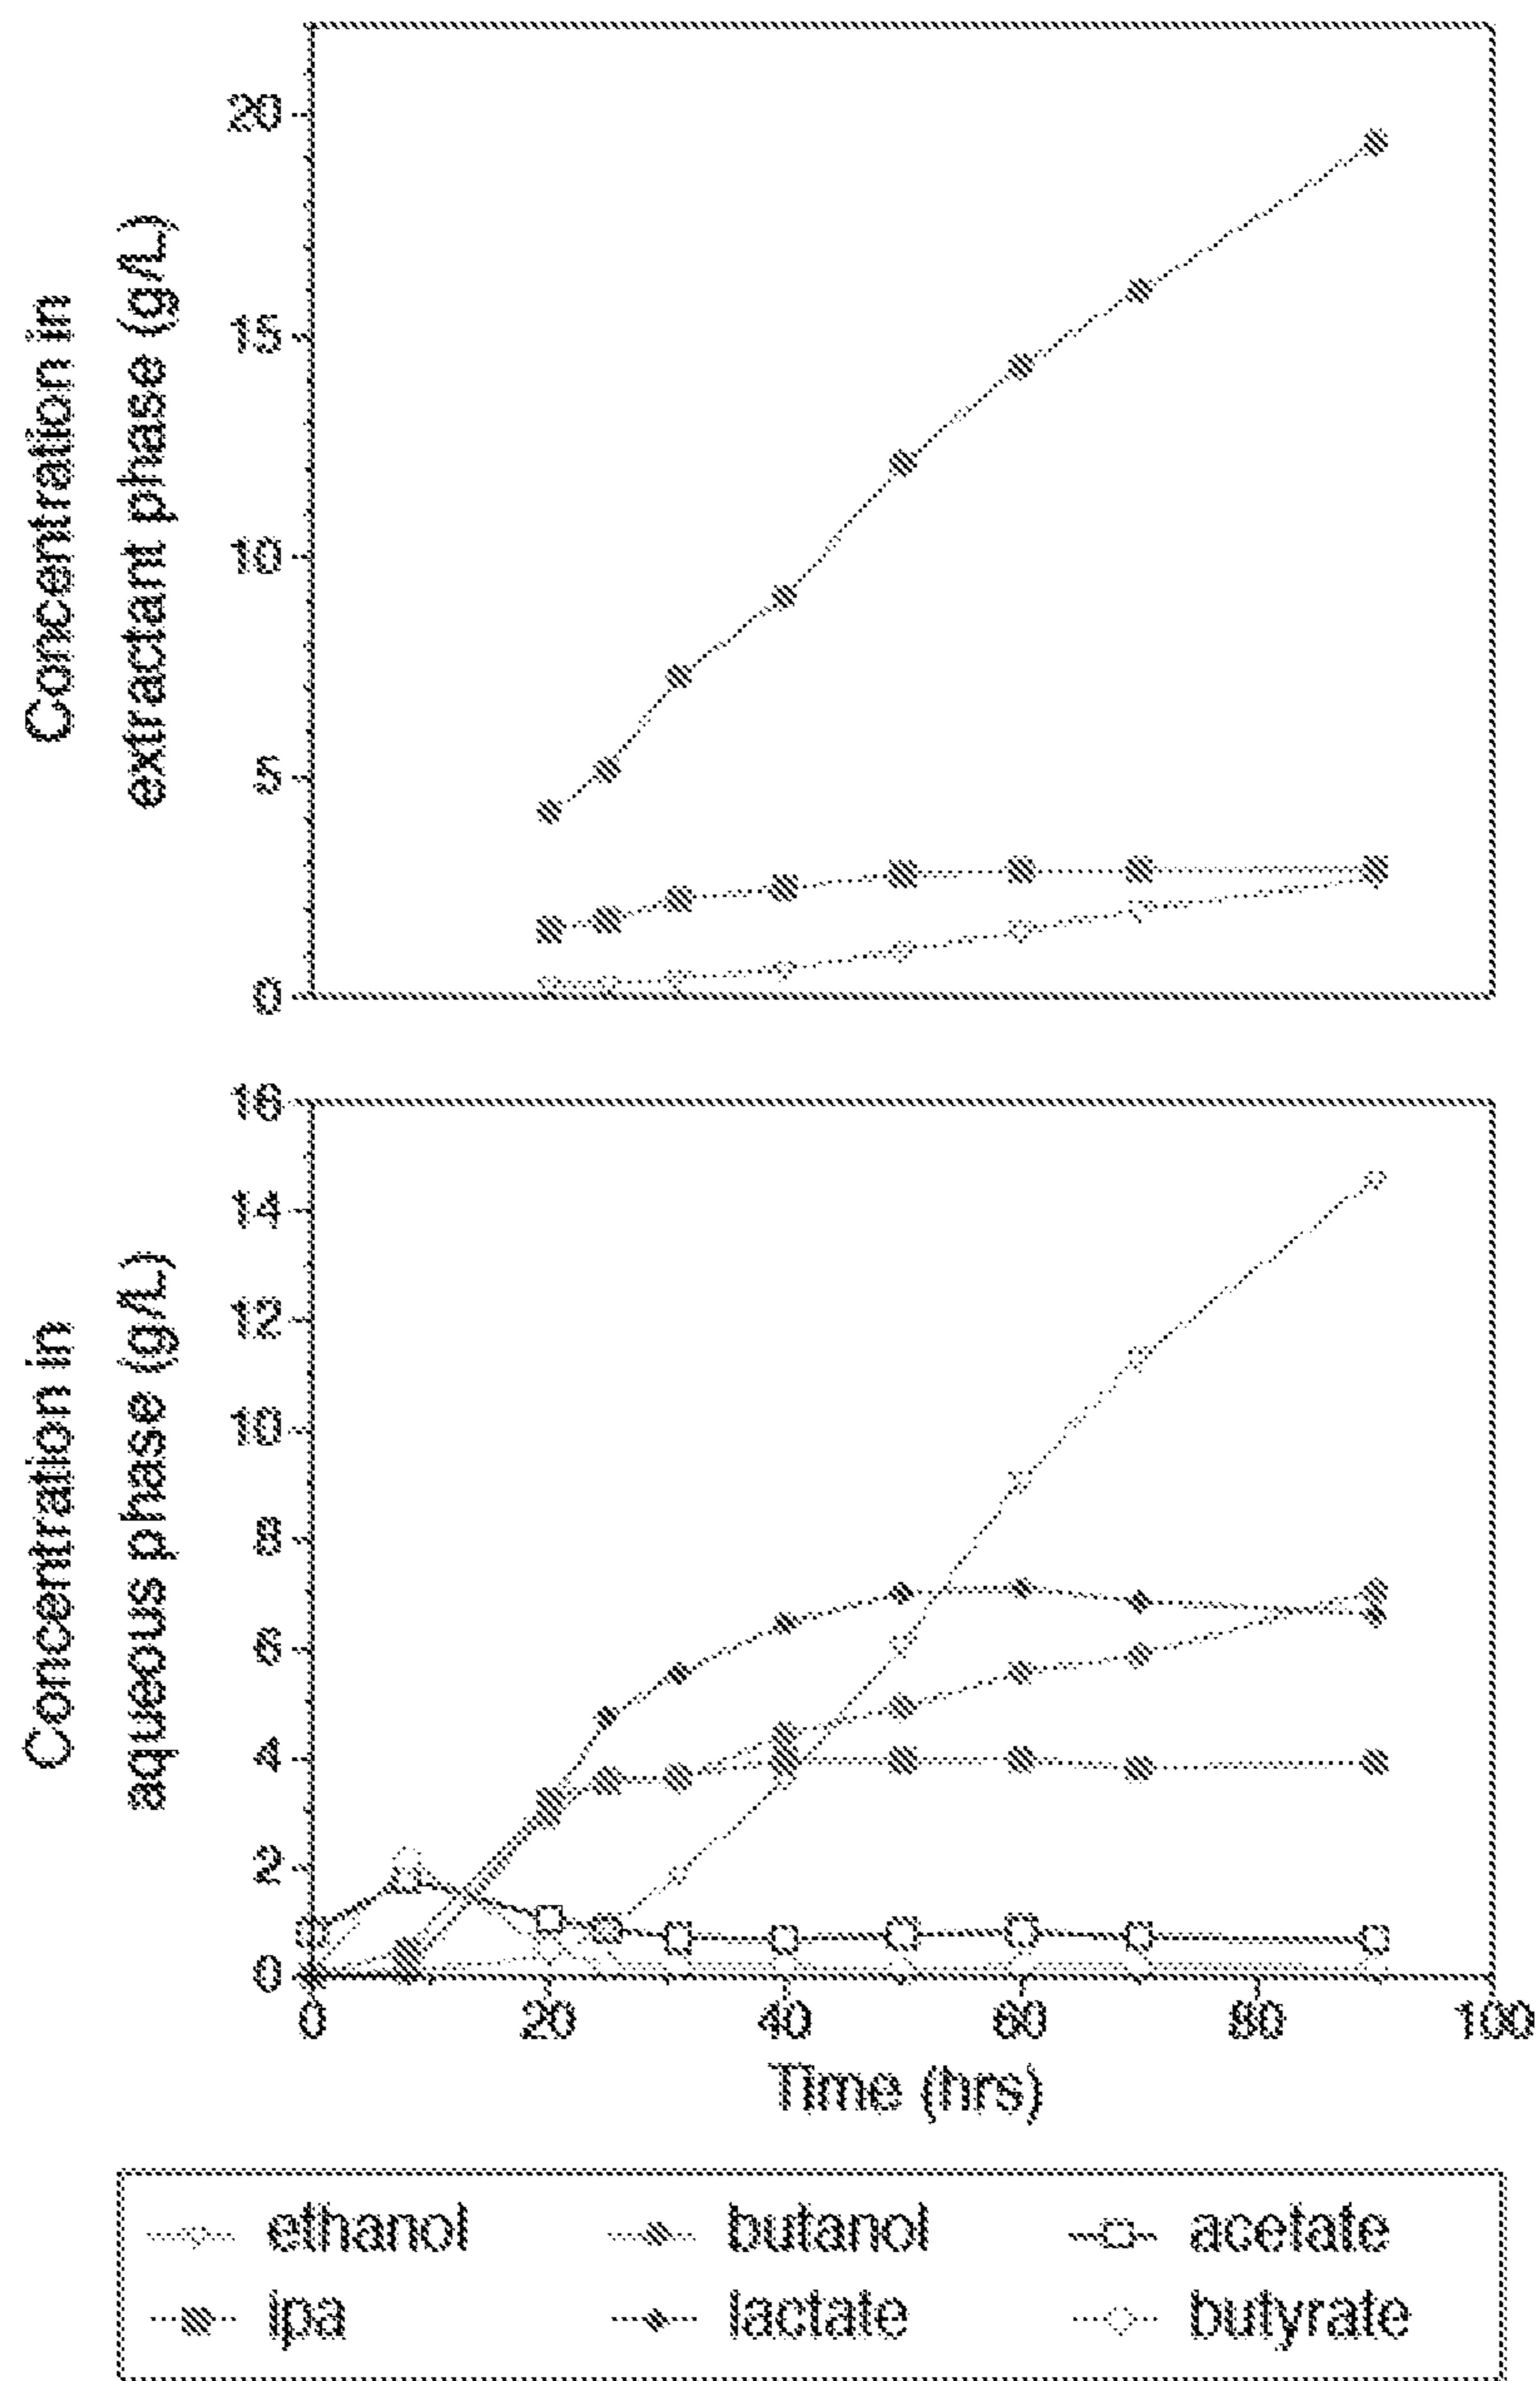 Concentration in
extractant phase (g/L)
20
15
10
5
0
Concentration in
aqueous phase (g/L)
16
14
12
10
8
6
4
2
0
0 20 40 60 80 100
Time (hrs)
ethanol butanol acetate
ipa lactate butyrate